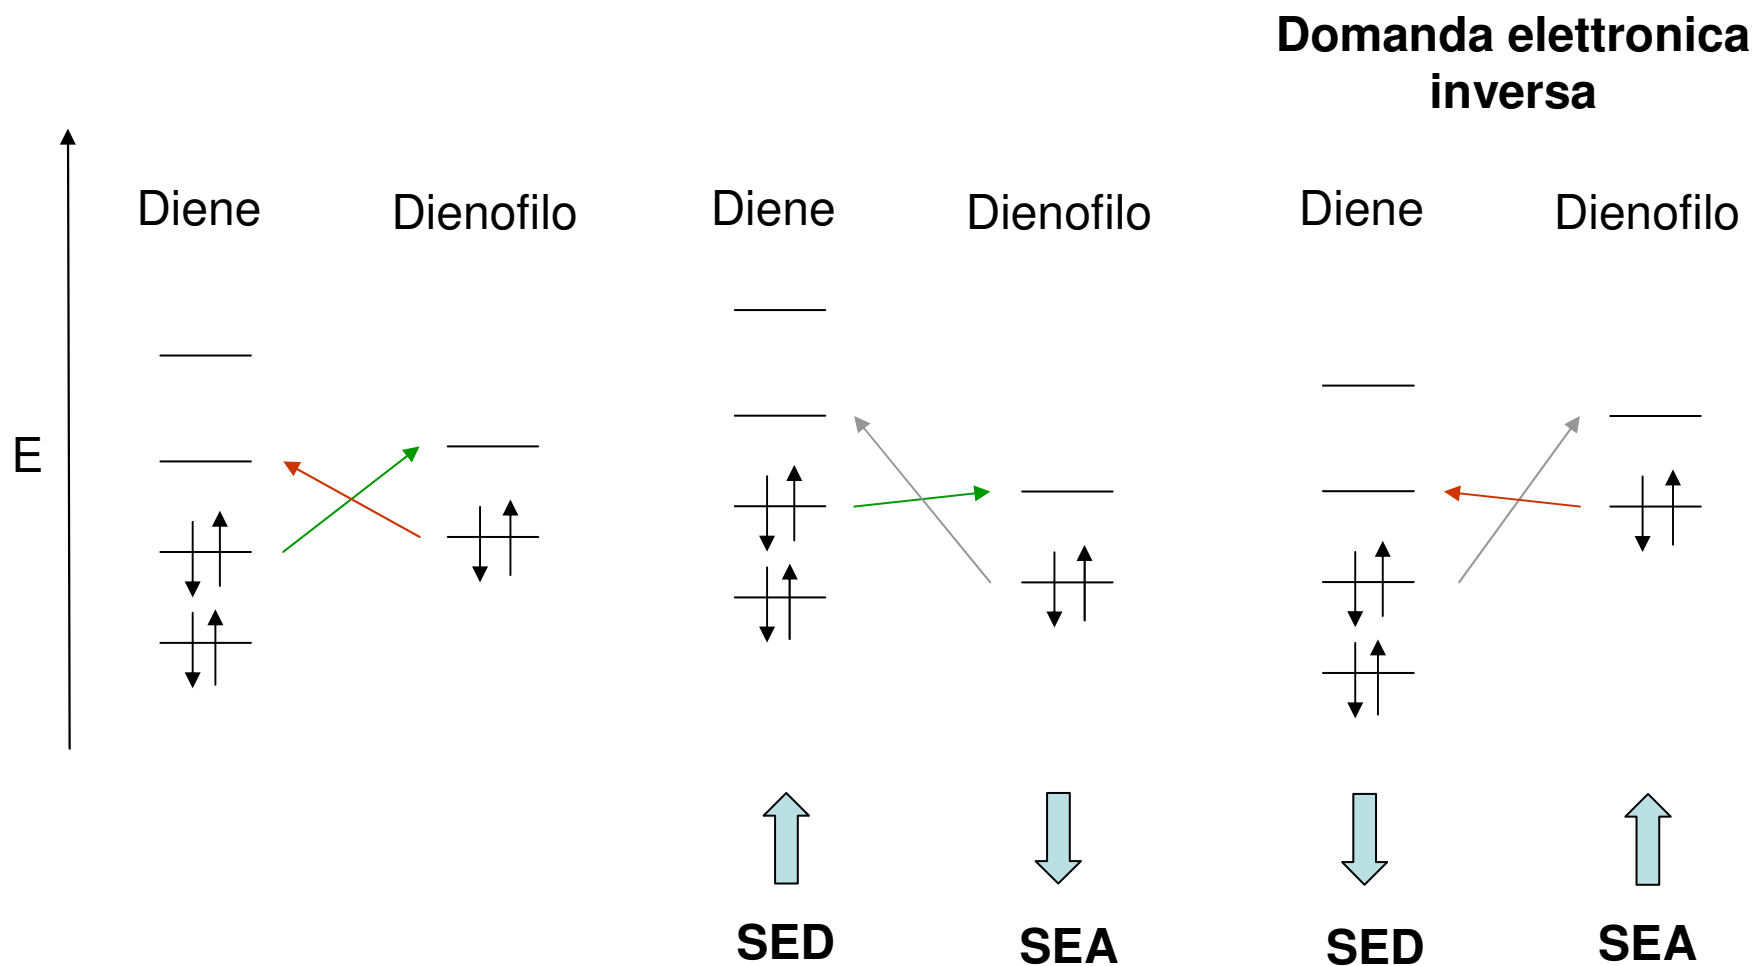 Domanda elettronica
inversa
Diene
Dienofilo
Diene
Dienofilo
Diene
Dienofilo
E
SED
SEA
SED
SEA